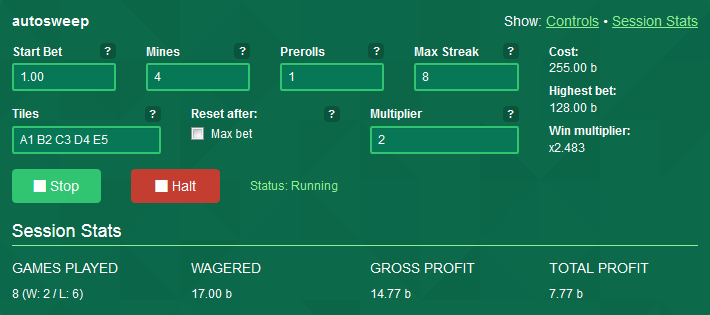 autosweep Show: Controls • Session Stats
Start Bet ? Mines ? Prerolls ? Max Streak ? Cost:
255.00 b
1.00 4 1 8
Highest bet:
128.00 b
Tiles ? Reset after: ? Multiplier ?
Win multiplier:
A1 B2 C3 D4 E5 Max bet 2 x2.483
Stop Halt Status: Running
Session Stats
GAMES PLAYED WAGERED GROSS PROFIT TOTAL PROFIT
8 (W: 2 / L: 6) 17.00 b 14.77 b 7.77 b